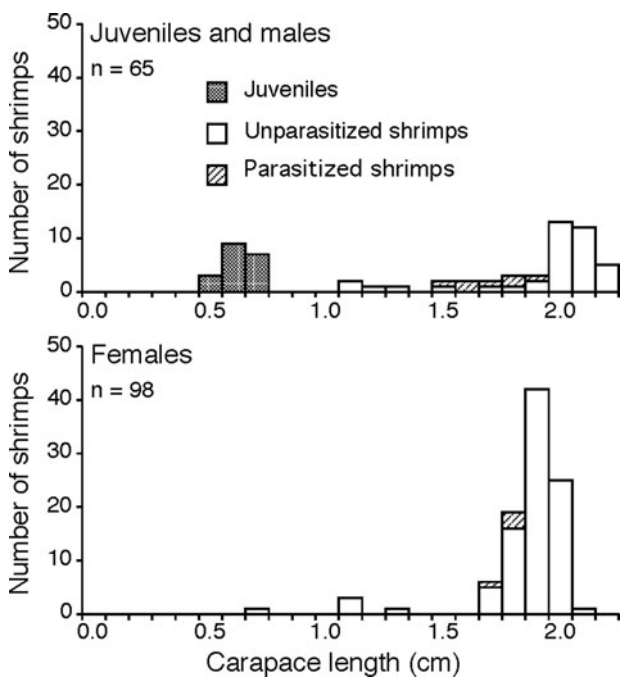 50
Juveniles and males
n = 65
40
Juveniles
30
Unparasitized shrimps
20
Parasitized shrimps
10
0
Number of shrimps
0.0 0.5 1.0 1.5 2.0
50
Females
n = 98
40
30
20
10
0
Number of shrimps
0.0 0.5 1.0 1.5 2.0
Carapace length (cm)